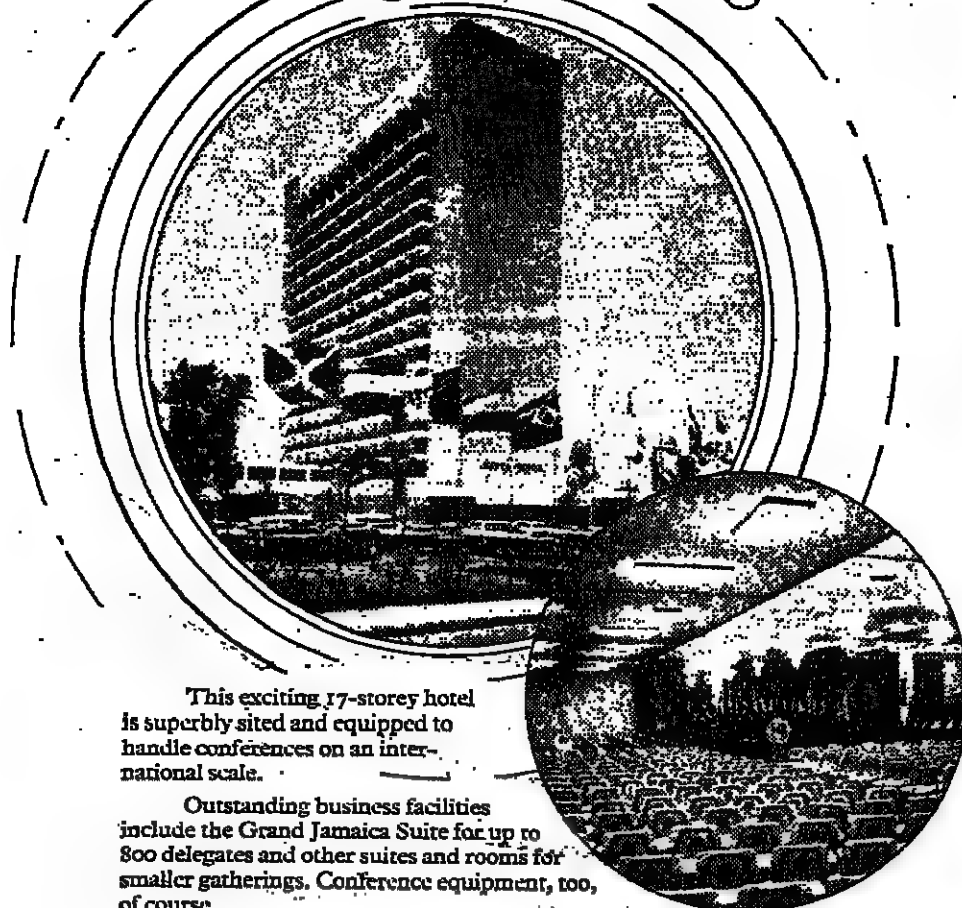 This exciting 17-storey hotel
is superbly sited and equipped to
handle conferences on an inter-
national scale.
Outstanding business facilities
include the Grand Jamaica Suite for up to
800 delegates and other suites and rooms for
smaller gatherings. Conference equipment, too,
of course.